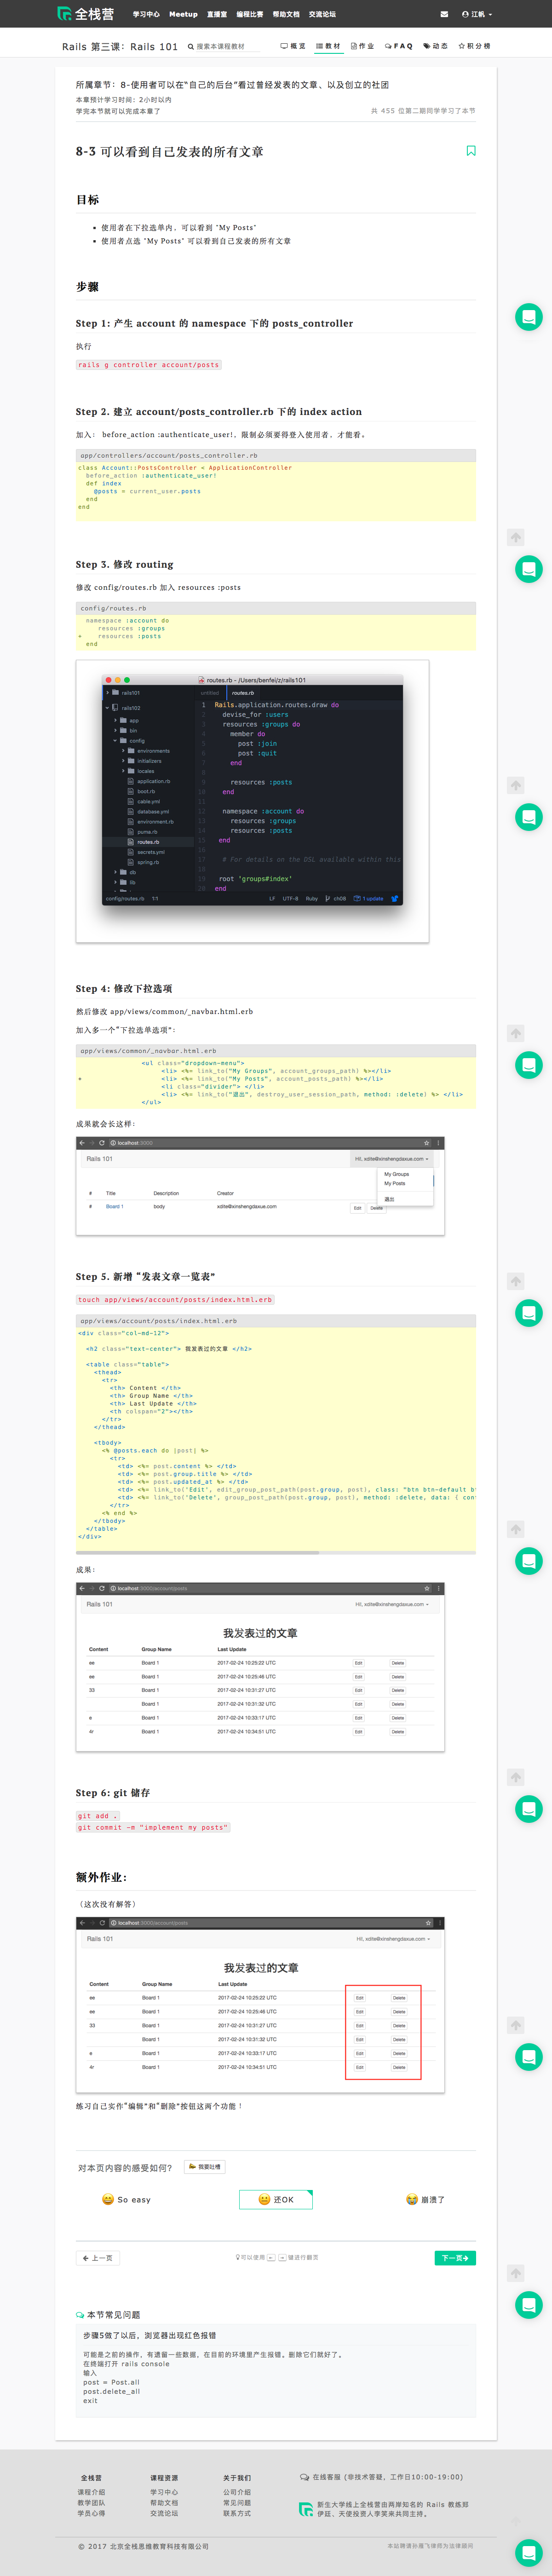 全栈营 学习中心 Meetup 直播室 编程比赛 帮助文档 交流论坛 江帆
Rails 第三课：Rails 101 搜索本课程教材 概览 教材 作业 FAQ 动态 积分榜
所属章节：8-使用者可以在“自己的后台”看过曾经发表的文章、以及创立的社团
本章预计学习时间：2小时以内
学完本节就可以完成本章了 共 455 位第二期同学学习了本节
8-3 可以看到自己发表的所有文章
目标
使用者在下拉选单内，可以看到 "My Posts"
使用者点选 "My Posts" 可以看到自己发表的所有文章
步骤
Step 1: 产生 account 的 namespace 下的 posts_controller
执行
rails g controller account/posts
Step 2. 建立 account/posts_controller.rb 下的 index action
加入： before_action :authenticate_user!，限制必须要得登入使用者，才能看。
app/controllers/account/posts_controller.rb
class Account::PostsController < ApplicationController
before_action :authenticate_user!
def index
@posts = current_user.posts
end
end
Step 3. 修改 routing
修改 config/routes.rb 加入 resources :posts
config/routes.rb
namespace :account do
resources :groups
+ resources :posts
end
routes.rb - /Users/benfei/z/rails101
rails101
rails102
app
bin
config
environments
initializers
locales
application.rb
boot.rb
cable.yml
database.yml
environment.rb
puma.rb
routes.rb
secrets.yml
spring.rb
db
lib
untitled routes.rb
1 Rails.application.routes.draw do
2 devise_for :users
3 resources :groups do
4 member do
5 post :join
6 post :quit
7 end
8
9 resources :posts
10 end
11
12 namespace :account do
13 resources :groups
14 resources :posts
15 end
16
17 # For details on the DSL available within this
18
19 root 'groups#index'
20 end
config/routes.rb 1:1 LF UTF-8 Ruby ch08 1 update
Step 4: 修改下拉选项
然后修改 app/views/common/_navbar.html.erb
加入多一个“下拉选单选项”：
app/views/common/_navbar.html.erb
<ul class="dropdown-menu">
<li> <%= link_to("My Groups", account_groups_path) %></li>
+ <li> <%= link_to("My Posts", account_posts_path) %></li>
<li class="divider"> </li>
<li> <%= link_to("退出", destroy_user_session_path, method: :delete) %> </li>
</ul>
成果就会长这样：
localhost:3000
Rails 101 Hi!, xdite@xinshengdaxue.com
My Groups
My Posts
退出
# Title Description Creator
# Board 1 body xdite@xinshengdaxue.com Edit Delete
Step 5. 新增 “发表文章一览表”
touch app/views/account/posts/index.html.erb
app/views/account/posts/index.html.erb
<div class="col-md-12">
<h2 class="text-center"> 我发表过的文章 </h2>
<table class="table">
<thead>
<tr>
<th> Content </th>
<th> Group Name </th>
<th> Last Update </th>
<th colspan="2"></th>
</tr>
</thead>
<tbody>
<% @posts.each do |post| %>
<tr>
<td> <%= post.content %> </td>
<td> <%= post.group.title %> </td>
<td> <%= post.updated_at %> </td>
<td> <%= link_to('Edit', edit_group_post_path(post.group, post), class: "btn btn-default b
<td> <%= link_to('Delete', group_post_path(post.group, post), method: :delete, data: { con
</tr>
<% end %>
</tbody>
</table>
</div>
成果：
localhost:3000/account/posts
Rails 101 Hi!, xdite@xinshengdaxue.com
我发表过的文章
Content Group Name Last Update
ee Board 1 2017-02-24 10:25:22 UTC Edit Delete
ee Board 1 2017-02-24 10:25:46 UTC Edit Delete
33 Board 1 2017-02-24 10:31:27 UTC Edit Delete
Board 1 2017-02-24 10:31:32 UTC Edit Delete
e Board 1 2017-02-24 10:33:17 UTC Edit Delete
4r Board 1 2017-02-24 10:34:51 UTC Edit Delete
Step 6: git 储存
git add .
git commit -m "implement my posts"
额外作业：
（这次没有解答）
localhost:3000/account/posts
Rails 101 Hi!, xdite@xinshengdaxue.com
我发表过的文章
Content Group Name Last Update
ee Board 1 2017-02-24 10:25:22 UTC Edit Delete
ee Board 1 2017-02-24 10:25:46 UTC Edit Delete
33 Board 1 2017-02-24 10:31:27 UTC Edit Delete
Board 1 2017-02-24 10:31:32 UTC Edit Delete
e Board 1 2017-02-24 10:33:17 UTC Edit Delete
4r Board 1 2017-02-24 10:34:51 UTC Edit Delete
练习自己实作“编辑”和“删除”按钮这两个功能！
对本页内容的感受如何？ 我要吐槽
So easy 还OK 崩溃了
上一页 可以使用 ← → 键进行翻页 下一页
本节常见问题
步骤5做了以后，浏览器出现红色报错
可能是之前的操作，有遗留一些数据，在目前的环境里产生报错。删除它们就好了。
在终端打开 rails console
输入
post = Post.all
post.delete_all
exit
全栈营 课程资源 关于我们 在线客服 (非技术答疑，工作日10:00-19:00)
课程介绍 学习中心 公司介绍
教学团队 帮助文档 常见问题
学员心得 交流论坛 联系方式
新生大学线上全栈营由两岸知名的 Rails 教练郑
伊廷、天使投资人李笑来共同主持。
© 2017 北京全栈思维教育科技有限公司